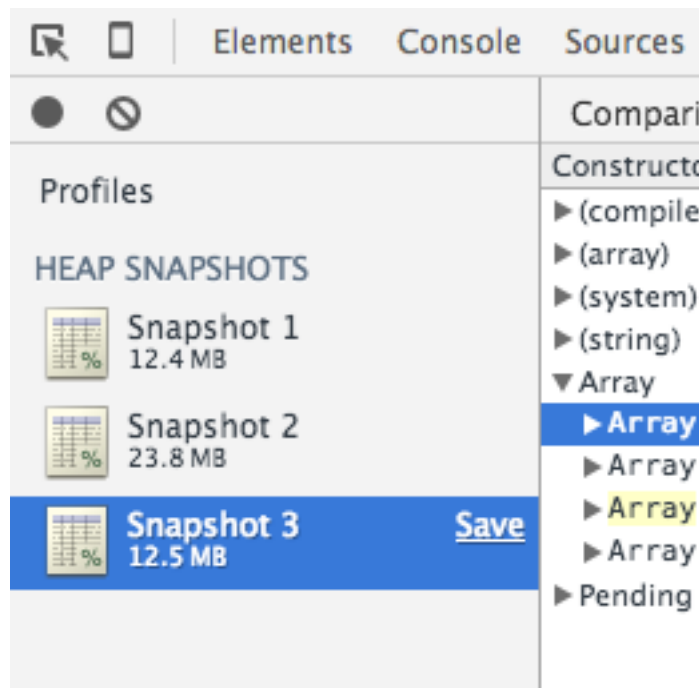 Elements Console Sources
Compari
Constructo
Profiles
HEAP SNAPSHOTS
Snapshot 1
12.4 MB
Snapshot 2
23.8 MB
Snapshot 3 Save
12.5 MB
(compile
(array)
(system)
(string)
Array
Array
Array
Array
Array
Pending